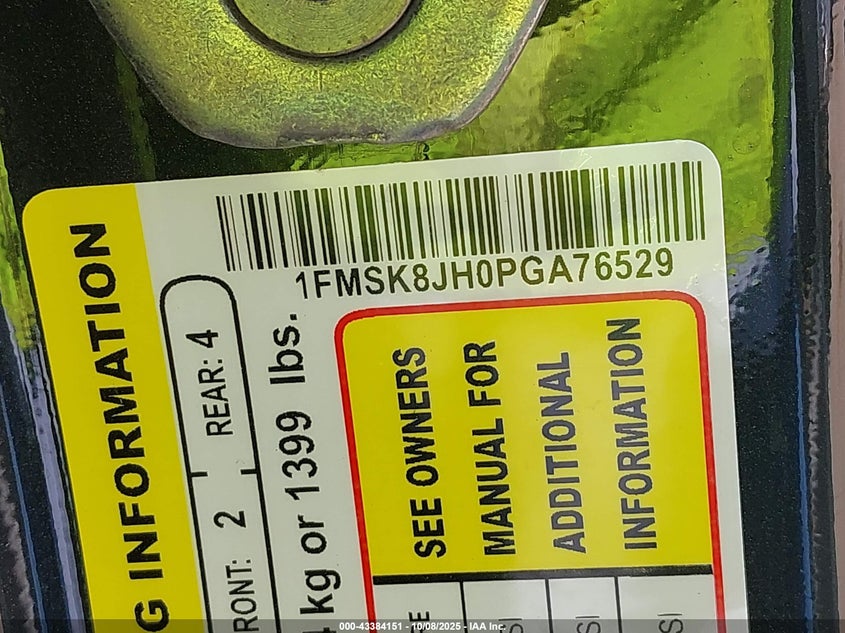 1FMSK8JH0PGA76529
G INFORMATION
RONT: 2 REAR: 4
kg or 1399 lbs.
SEE OWNERS
MANUAL FOR
ADDITIONAL
INFORMATION
000-43384151 - 10/08/2025 - IAA Inc.